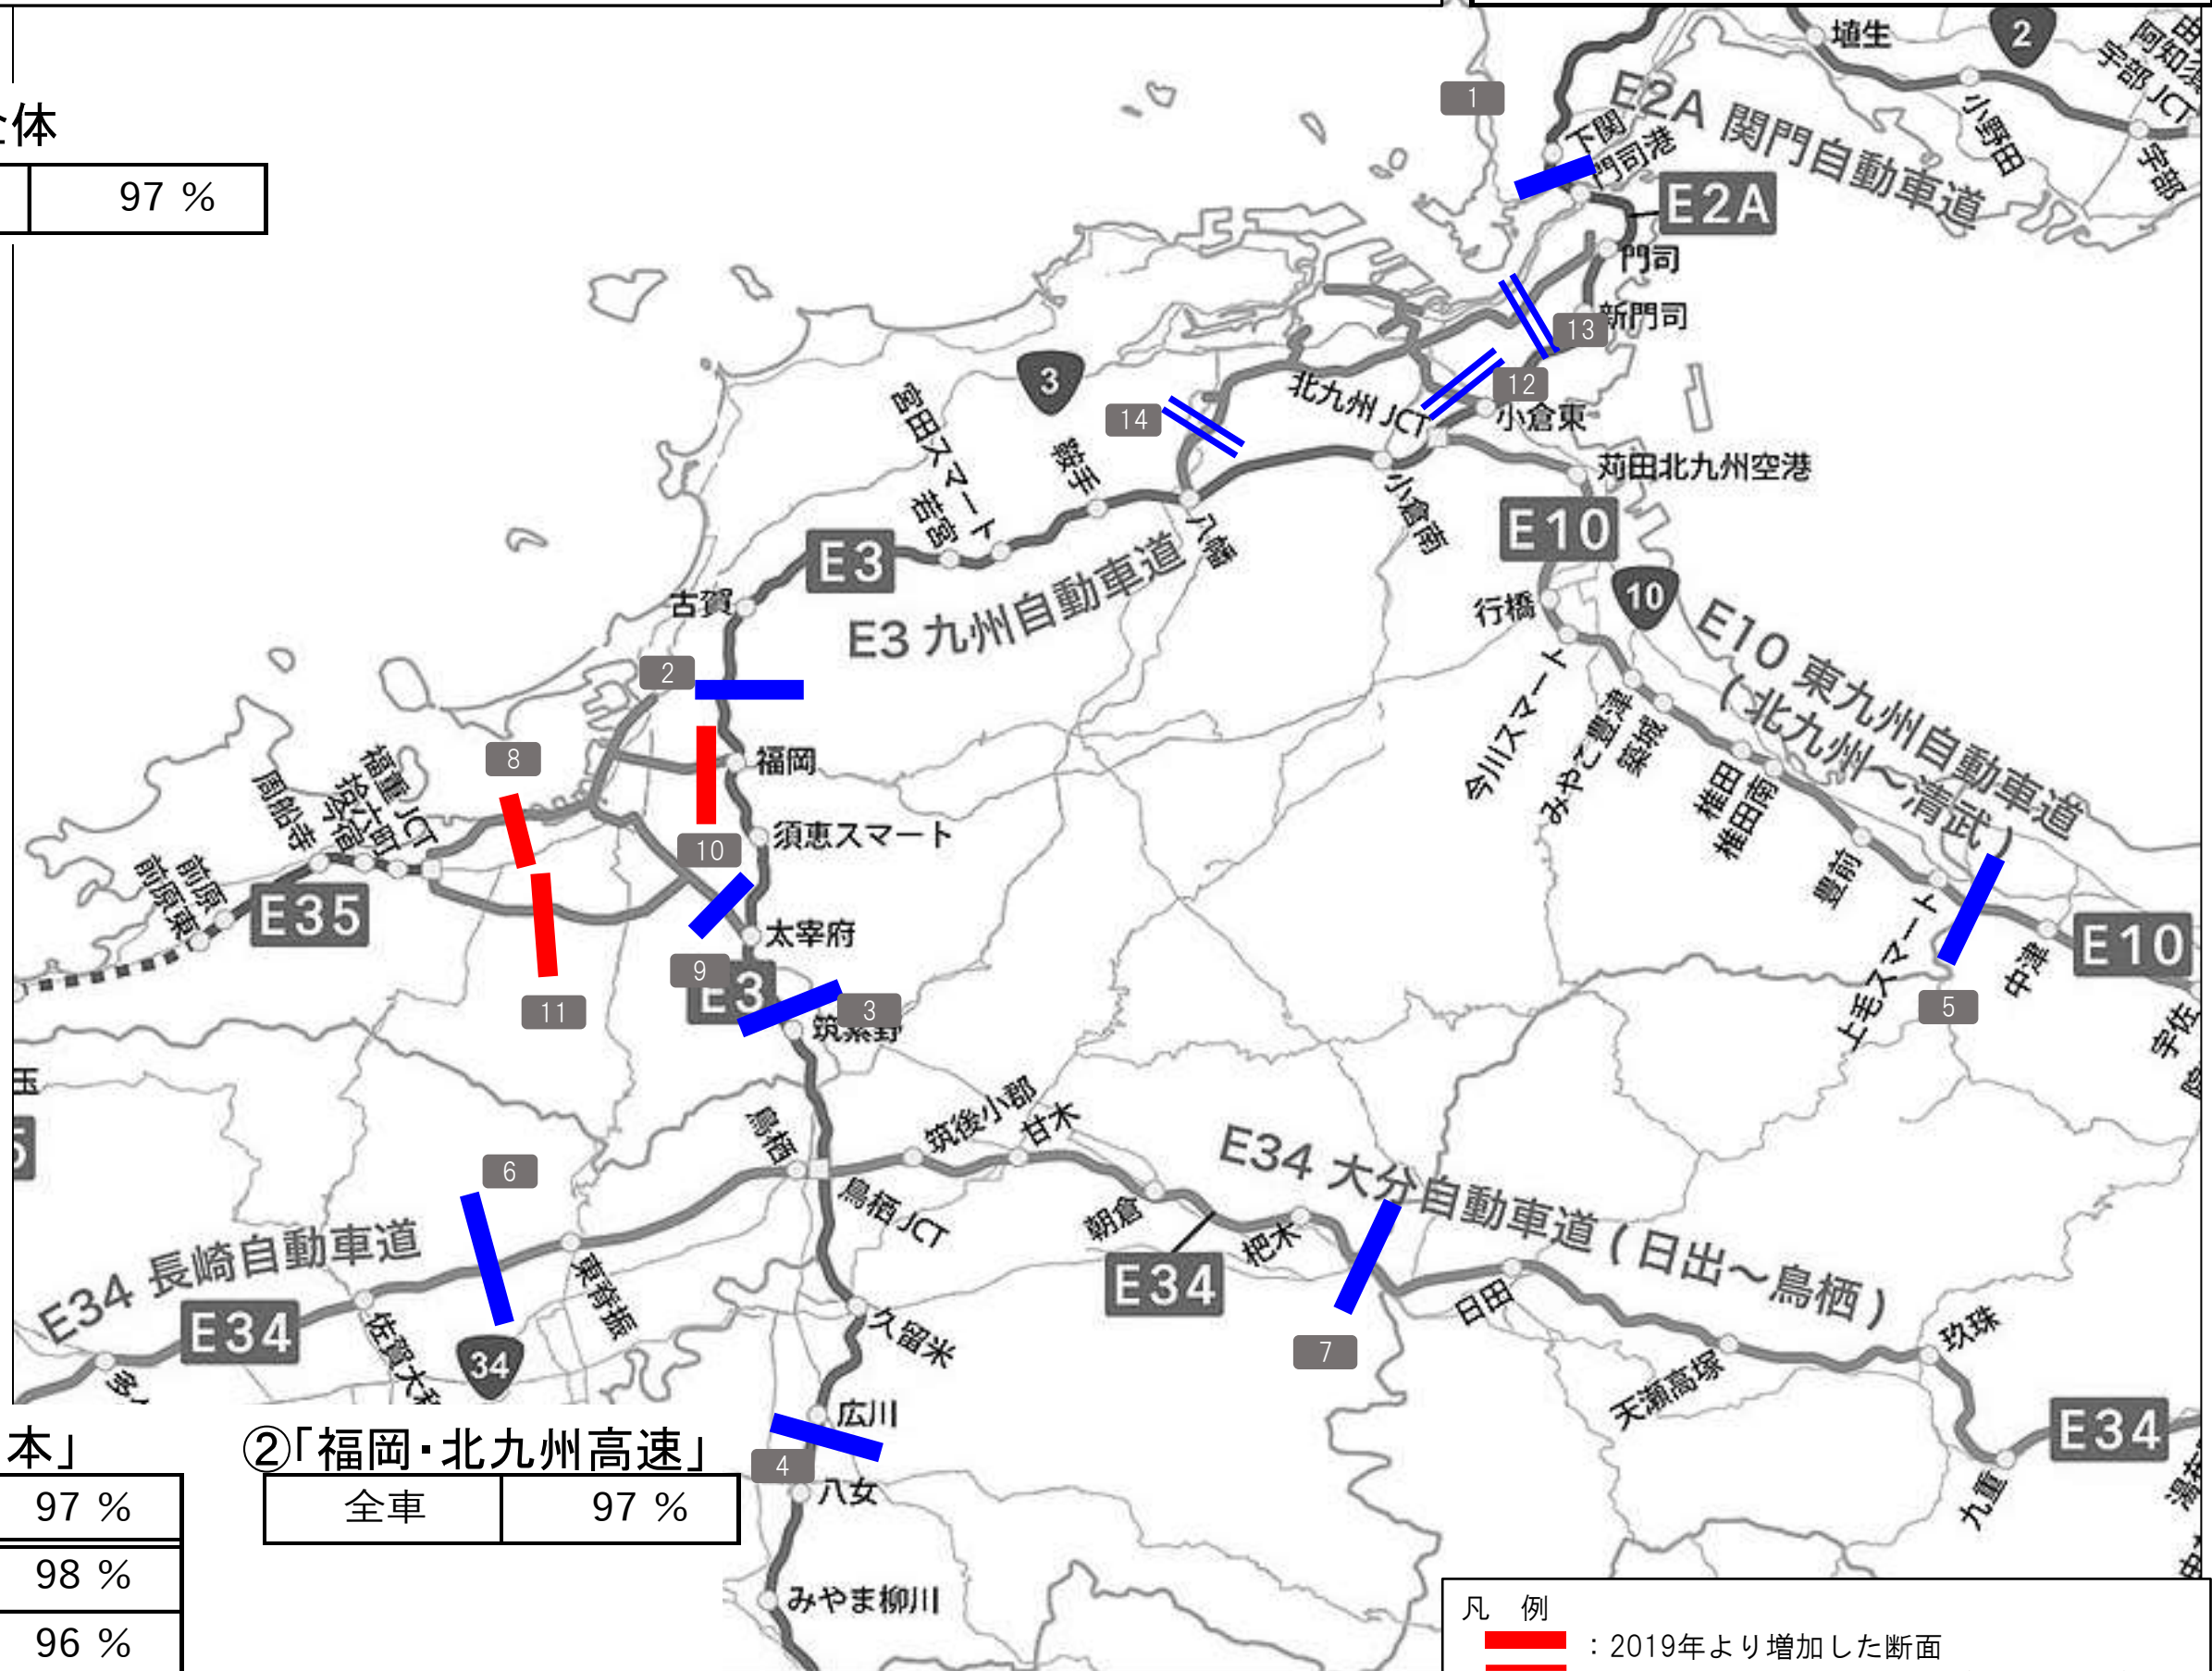 全体
97 %
1
2
埴生
阿知須
宇部JCT
小野田
宇部
E2A 関門自動車道
下関
門司港
E2A
門司
新門司
13
12
3
14
北九州 JCT
小倉東
宮田スマート
若宮
鞍手
八幡
小倉南
苅田北九州空港
E10
行橋
10
E3
E3 九州自動車道
古賀
2
E10 東九州自動車道
(北九州～清武)
今川スマート
みやこ豊津
築城
椎田
椎田南
豊前
上毛スマート
中津
E10
5
宇佐
福岡
8
福重 JCT
拾六町
今宿
周船寺
前原
前原東
E35
須恵スマート
10
太宰府
9
E3
3
筑紫野
11
鳥栖
筑後小郡
甘木
E34 大分自動車道 (日出～鳥栖)
6
鳥栖 JCT
朝倉
杷木
E34
E34 長崎自動車道
E34
東脊振
佐賀大和
34
多久
久留米
7
日田
天瀬高塚
玖珠
E34
九重
広川
4
八女
みやま柳川
本」
97 %
98 %
96 %
②「福岡・北九州高速」
全車 97 %
凡 例
：2019年より増加した断面